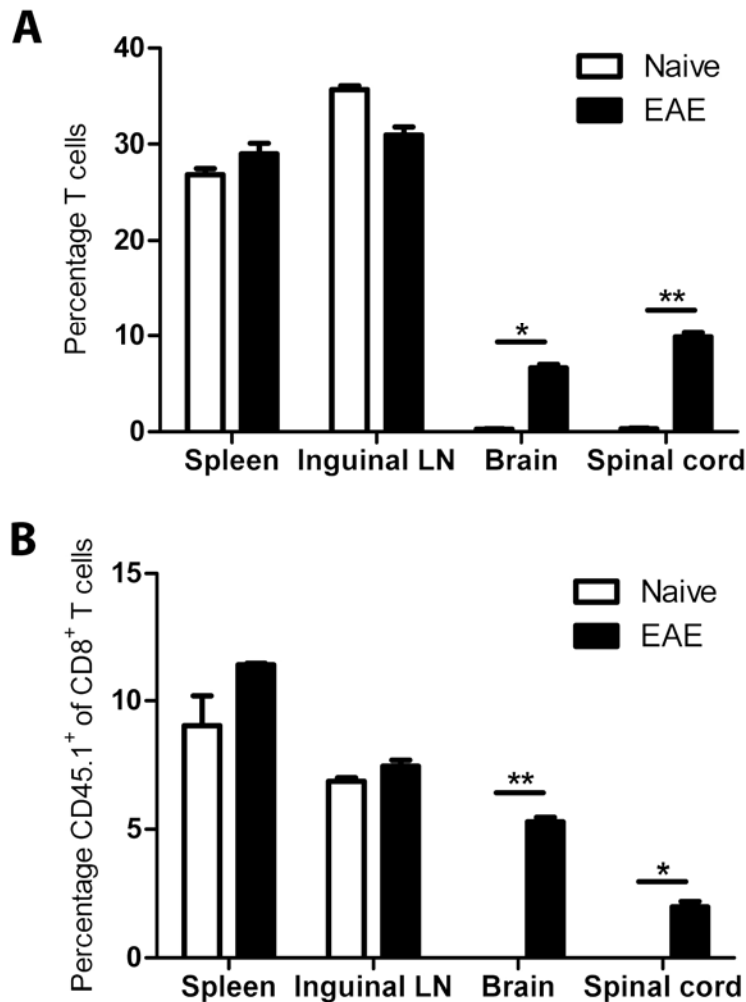 A
40
30
20
10
0
Percentage T cells
Naive
EAE
*
**
Spleen Inguinal LN Brain Spinal cord
B
15
10
5
0
Percentage CD45.1⁺ of CD8⁺ T cells
Naive
EAE
**
*
Spleen Inguinal LN Brain Spinal cord